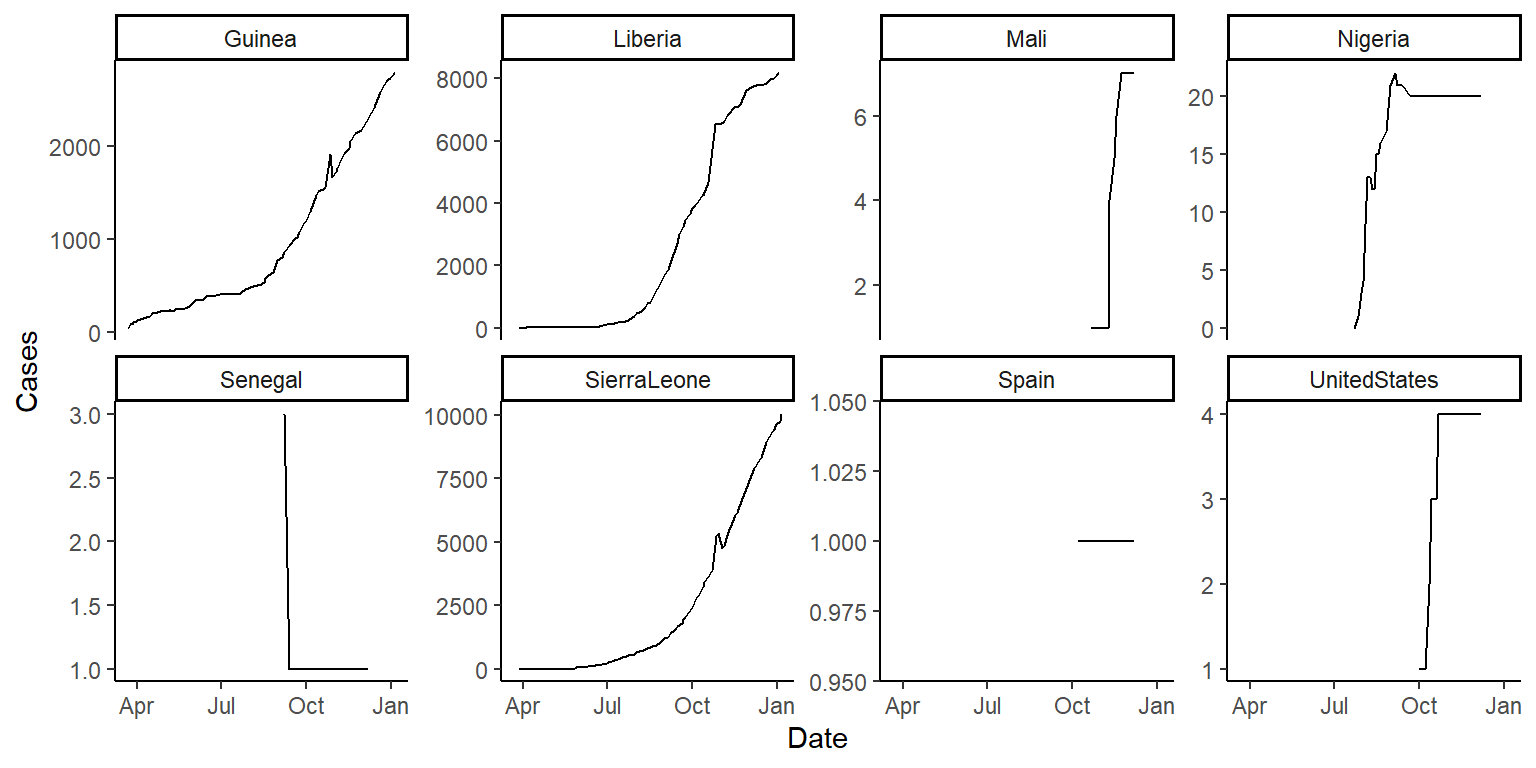 Guinea
Liberia
Mali
Nigeria
2000
1000
0
8000
6000
4000
2000
0
6
4
2
20
15
10
5
0
Cases
Senegal
SierraLeone
Spain
UnitedStates
3.0
2.5
2.0
1.5
1.0
10000
7500
5000
2500
0
1.050
1.025
1.000
0.975
0.950
4
3
2
1
Apr Jul Oct Jan
Apr Jul Oct Jan
Apr Jul Oct Jan
Apr Jul Oct Jan
Date